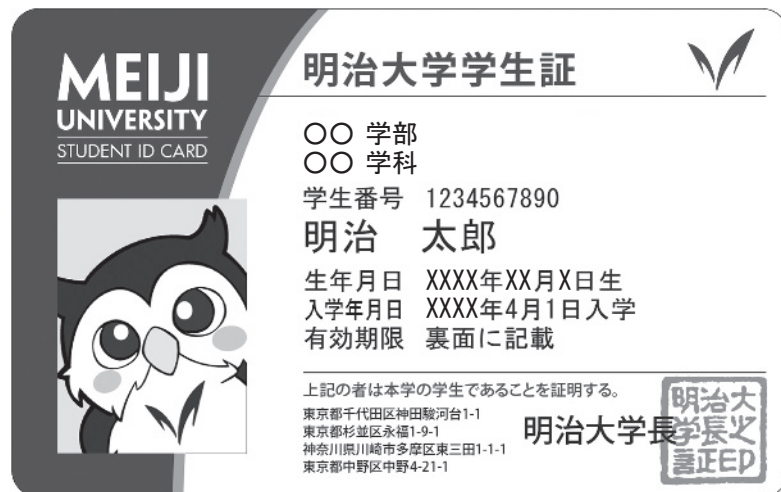 MEIJI
UNIVERSITY
STUDENT ID CARD
明治大学学生証
〇〇 学部
〇〇 学科
学生番号 1234567890
明治 太郎
生年月日 XXXX年XX月X日生
入学年月日 XXXX年4月1日入学
有効期限 裏面に記載
上記の者は本学の学生であることを証明する。
東京都千代田区神田駿河台1-1
東京都杉並区永福1-9-1
神奈川県川崎市多摩区東三田1-1-1
東京都中野区中野4-21-1
明治大学長
明治大
学長之